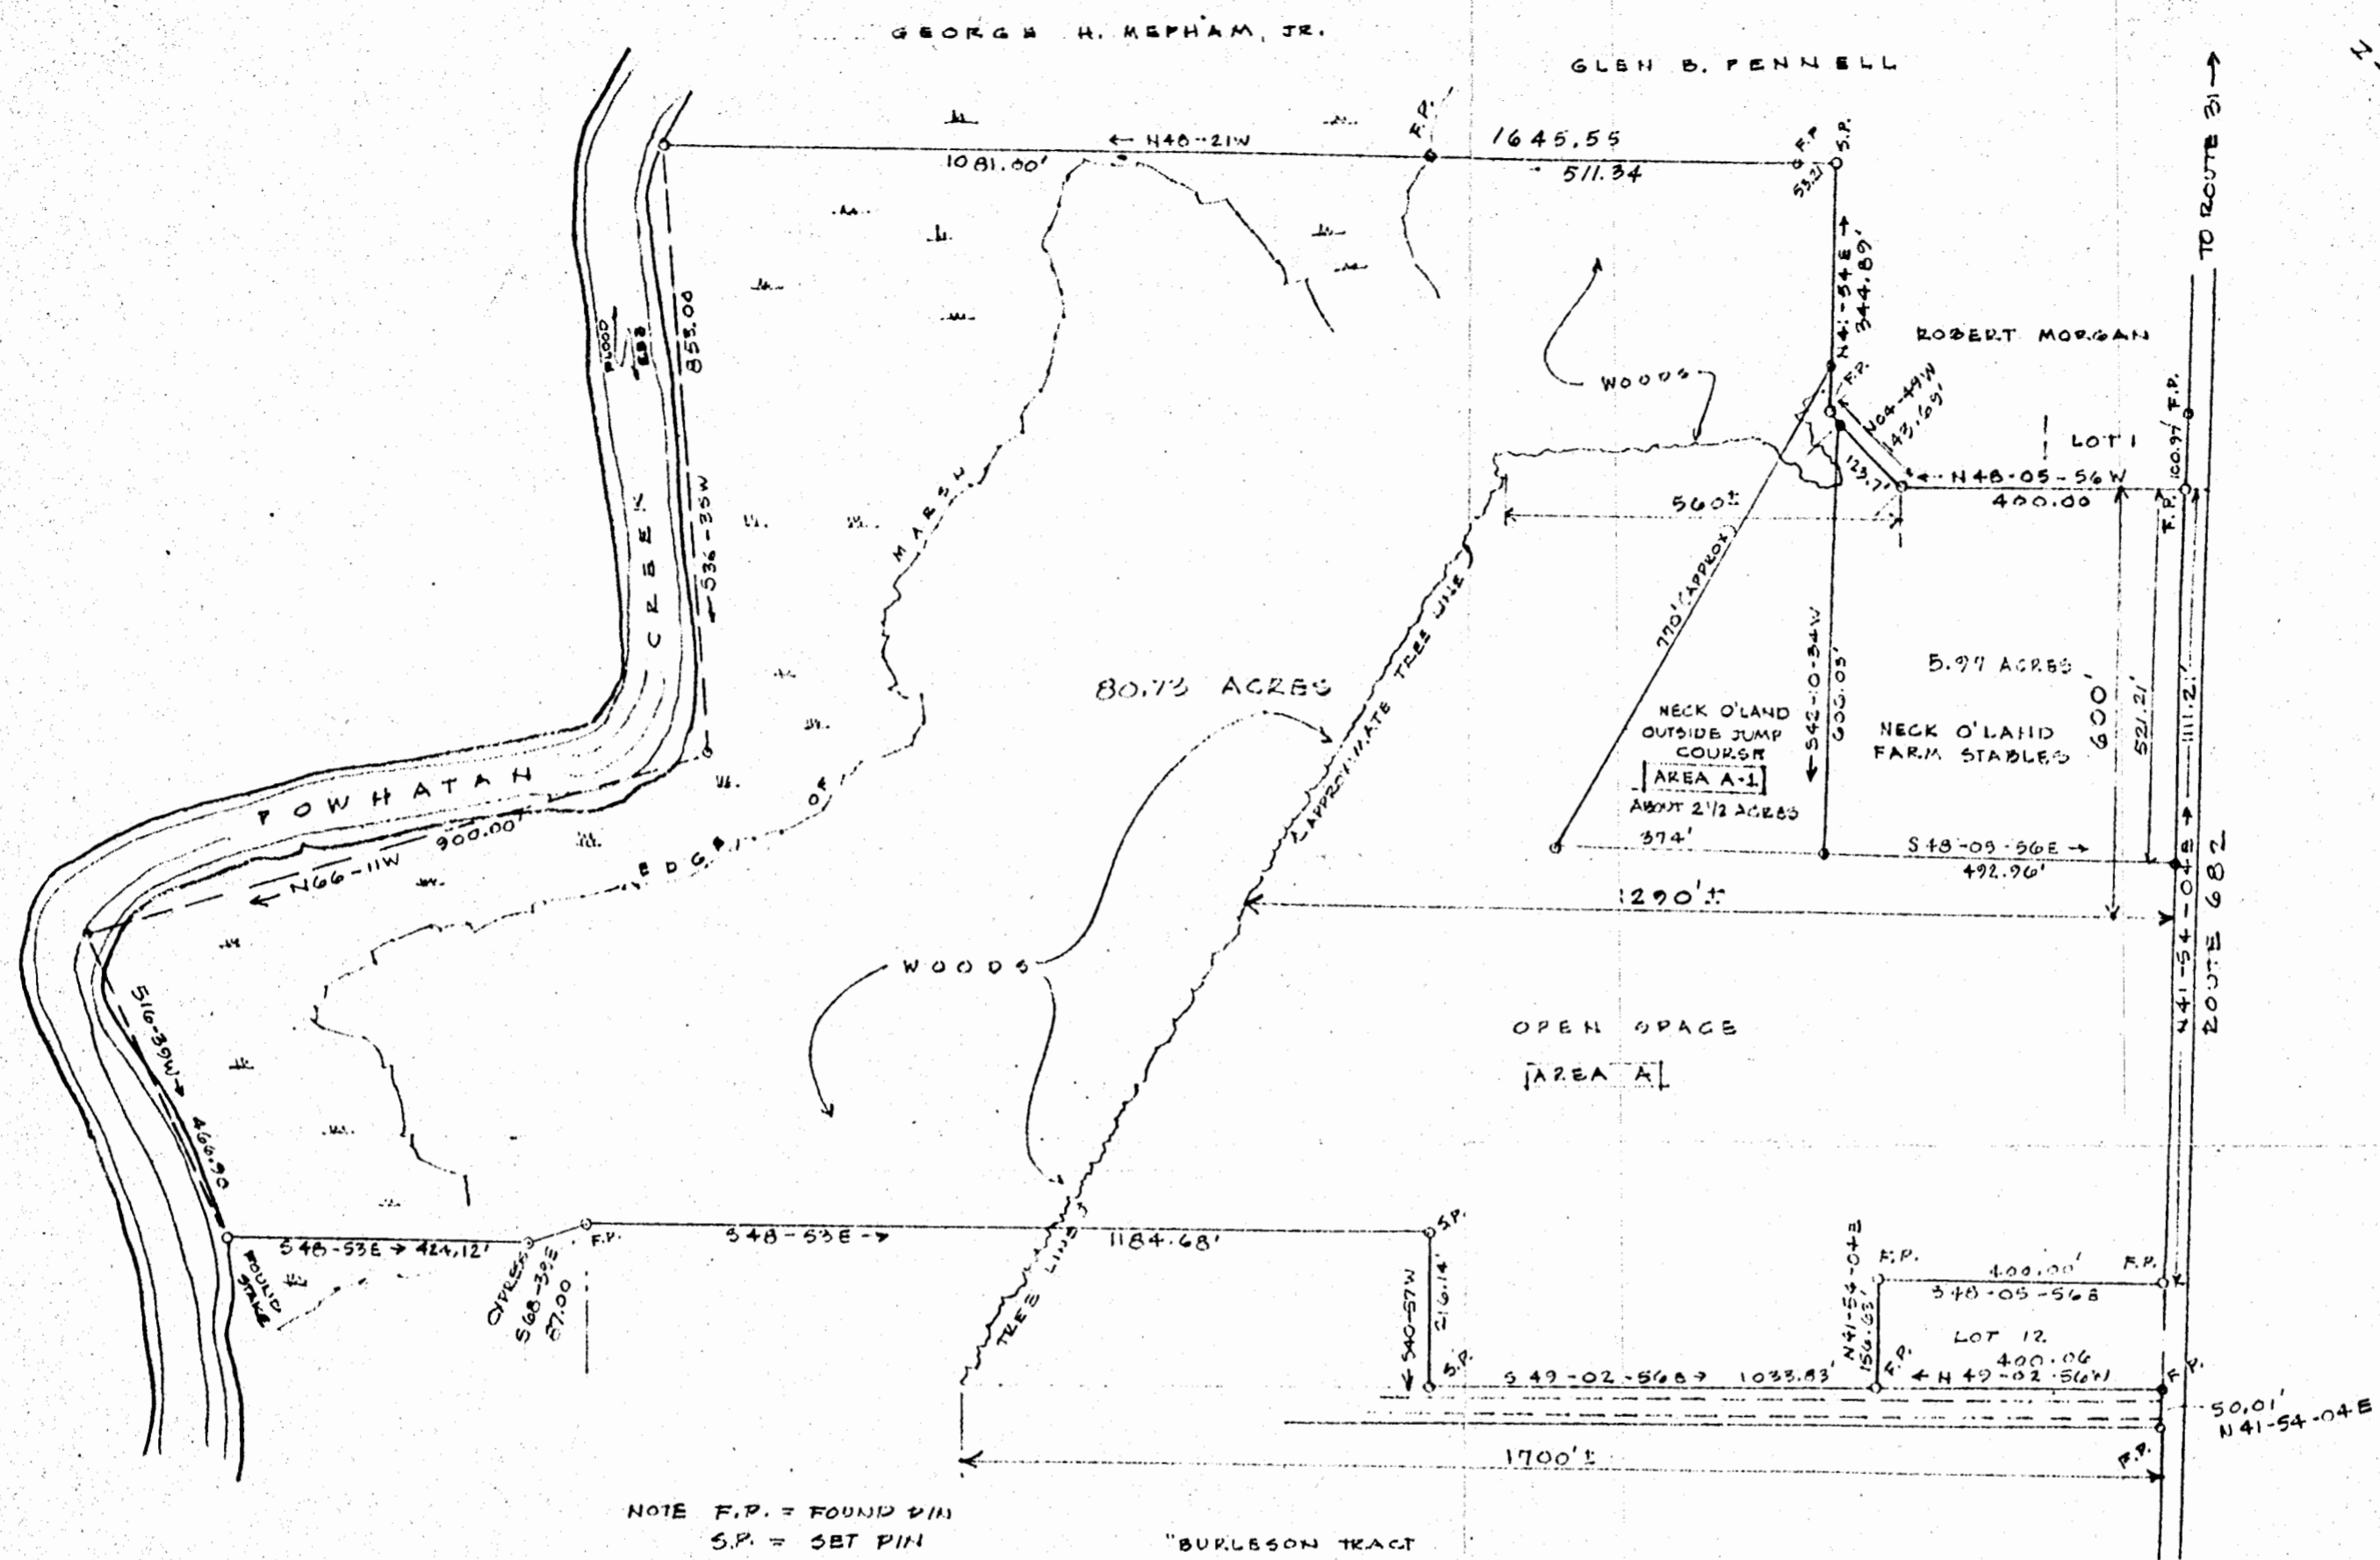 GEORGE H. MEPHAM, JR.
GLEN B. PENNELL
TO ROUTE 31 →
F.P.
← N48-21W
1645.55
1081.00'
511.34
F.P.
S.P.
53.21
N41-54E →
344.89'
ROBERT MORGAN
FLOOD
EBB
855.00
← S36-35W
WOODS
F.P.
N04-49W
143.69'
LOT 1
100.97'
F.P.
123.7'
← N48-05-56W
400.00
F.P.
560'±
POWHATAN CREEK
EDGE OF MARSH
APPROXIMATE TREE LINE
770' (APPROX)
← S42-10-34W
606.03'
5.97 ACRES
NECK O'LAND
FARM STABLES
600'
521.21'
1111.21'
80.73 ACRES
NECK O'LAND
OUTSIDE JUMP
COURSE
AREA A-1
ABOUT 2 1/2 ACRES
374'
S48-05-56E →
492.96'
1290'±
900.00'
← N66-11W
N41-54-04E →
ROUTE 682
WOODS
OPEN SPACE
AREA A
S16-39W →
466.90
S48-53E → 424.12'
FOUND
STAKE
CYPRESS
S68-39E
87.00
F.P.
S48-53E →
1184.68'
TREE LINE
S.P.
← S40-57W
216.14'
S.P.
N41-54-04E
156.63'
F.P.
400.00'
F.P.
S48-05-56E
LOT 12
400.06
F.P.
← N49-02-56W
F.P.
S 49-02-56E →
1033.83'
50.01'
N41-54-04E
F.P.
1700'±
NOTE F.P. = FOUND PIN
S.P. = SET PIN
"BURLESON TRACT